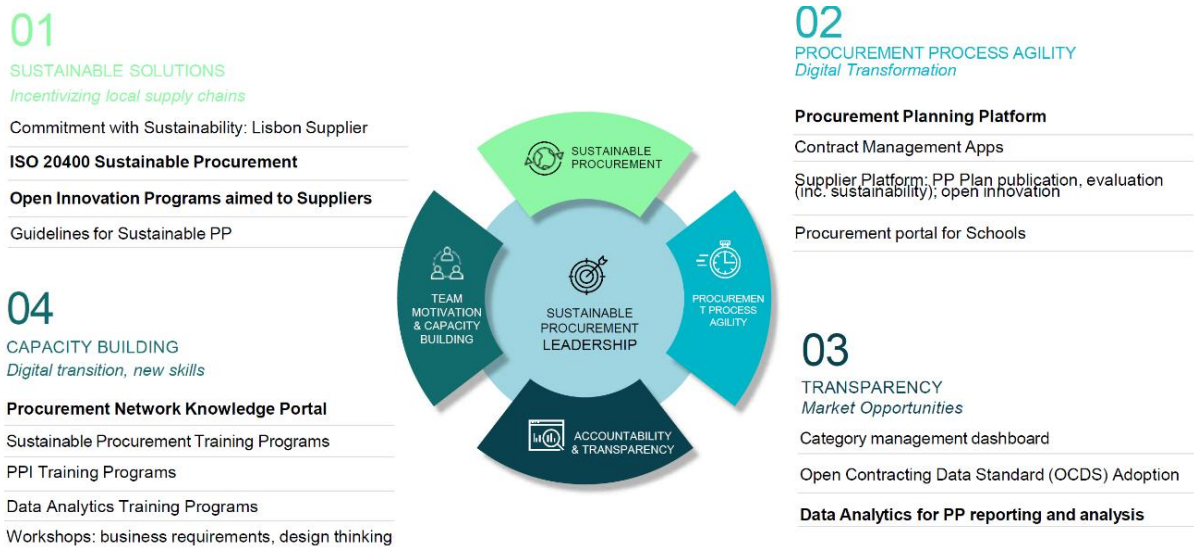 01
SUSTAINABLE SOLUTIONS
Incentivizing local supply chains
Commitment with Sustainability: Lisbon Supplier
ISO 20400 Sustainable Procurement
Open Innovation Programs aimed to Suppliers
Guidelines for Sustainable PP
02
PROCUREMENT PROCESS AGILITY
Digital Transformation
Procurement Planning Platform
Contract Management Apps
Supplier Platform: PP Plan publication, evaluation
(inc. sustainability); open innovation
Procurement portal for Schools
SUSTAINABLE
PROCUREMENT
TEAM
MOTIVATION
& CAPACITY
BUILDING
SUSTAINABLE
PROCUREMENT
LEADERSHIP
PROCUREMEN
T PROCESS
AGILITY
ACCOUNTABILITY
& TRANSPARENCY
04
CAPACITY BUILDING
Digital transition, new skills
Procurement Network Knowledge Portal
Sustainable Procurement Training Programs
PPI Training Programs
Data Analytics Training Programs
Workshops: business requirements, design thinking
03
TRANSPARENCY
Market Opportunities
Category management dashboard
Open Contracting Data Standard (OCDS) Adoption
Data Analytics for PP reporting and analysis